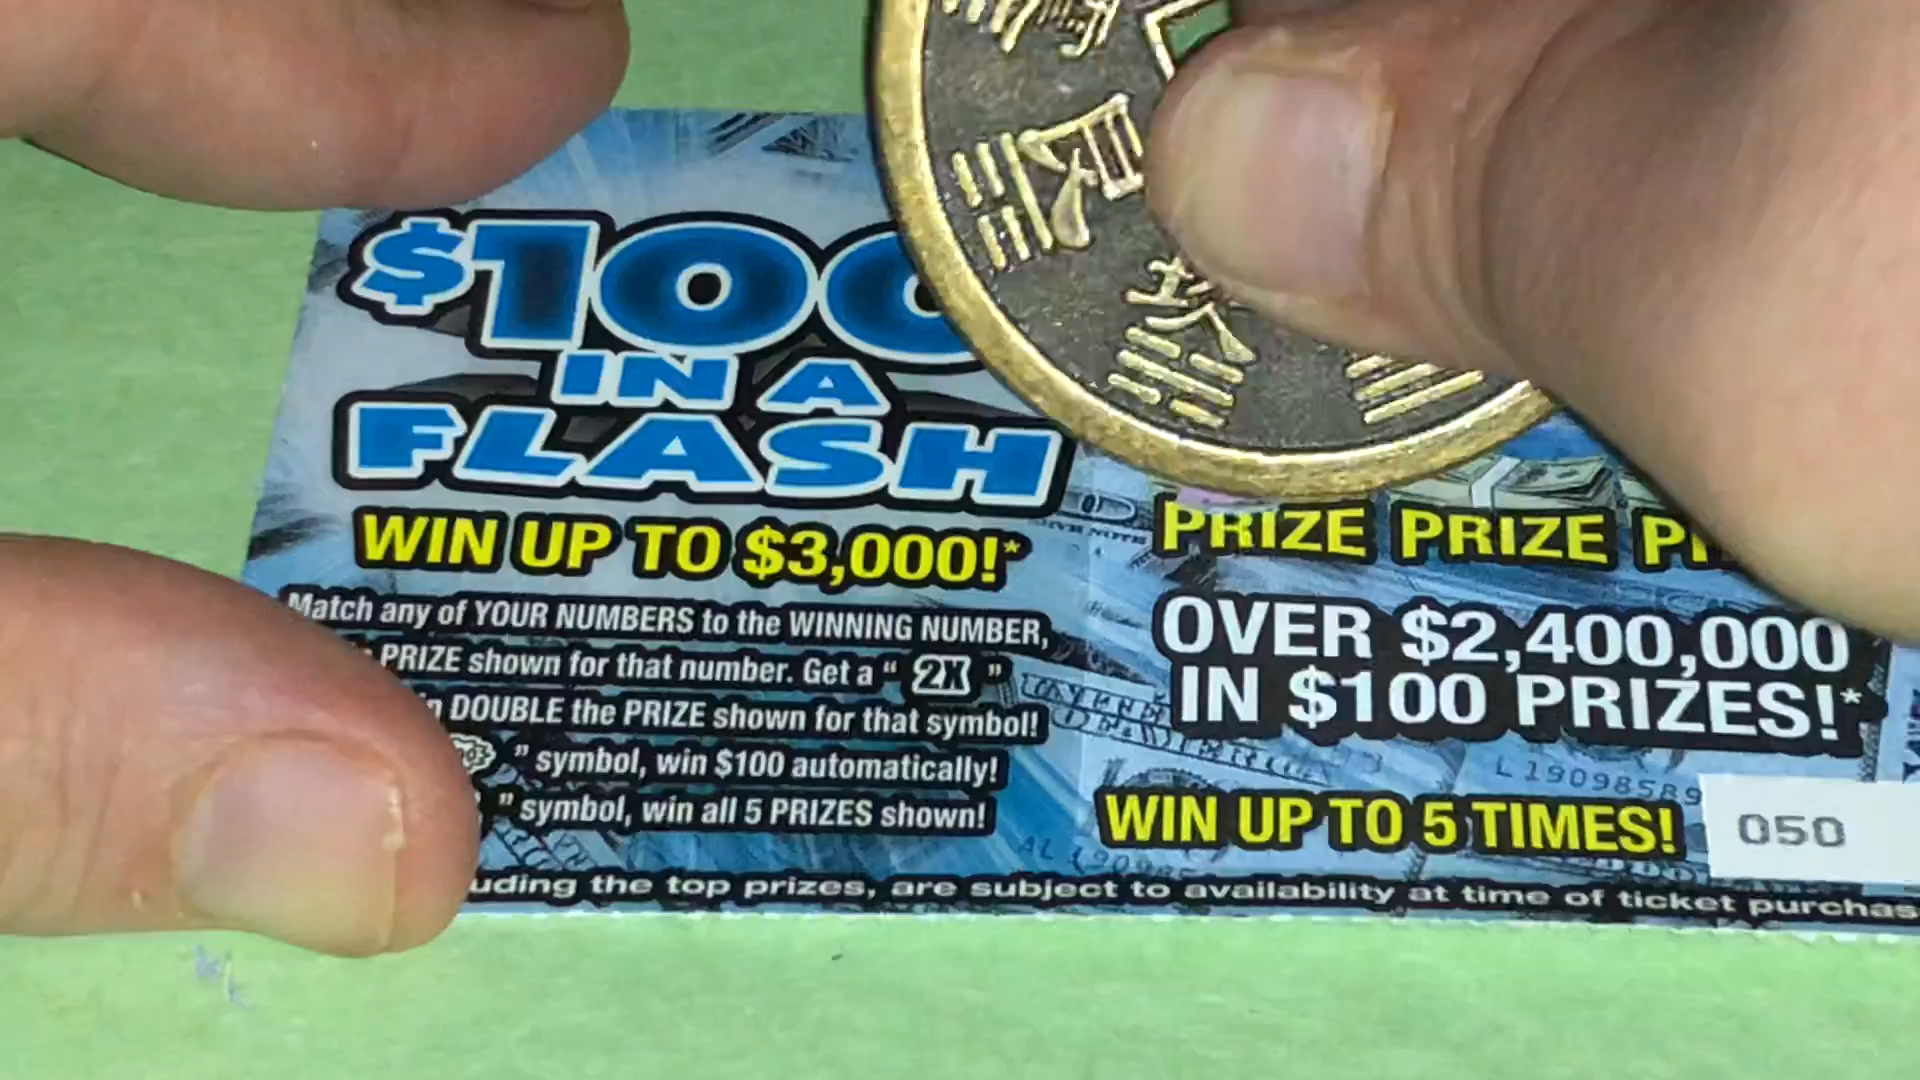 $100
IN A
FLASH
WIN UP TO $3,000!*
Match any of YOUR NUMBERS to the WINNING NUMBER,
PRIZE shown for that number. Get a " 2X "
DOUBLE the PRIZE shown for that symbol!
" symbol, win $100 automatically!
" symbol, win all 5 PRIZES shown!
PRIZE PRIZE
OVER $2,400,000
IN $100 PRIZES!*
L19098589
WIN UP TO 5 TIMES!
050
the top prizes, are subject to availability at time of ticket
艮